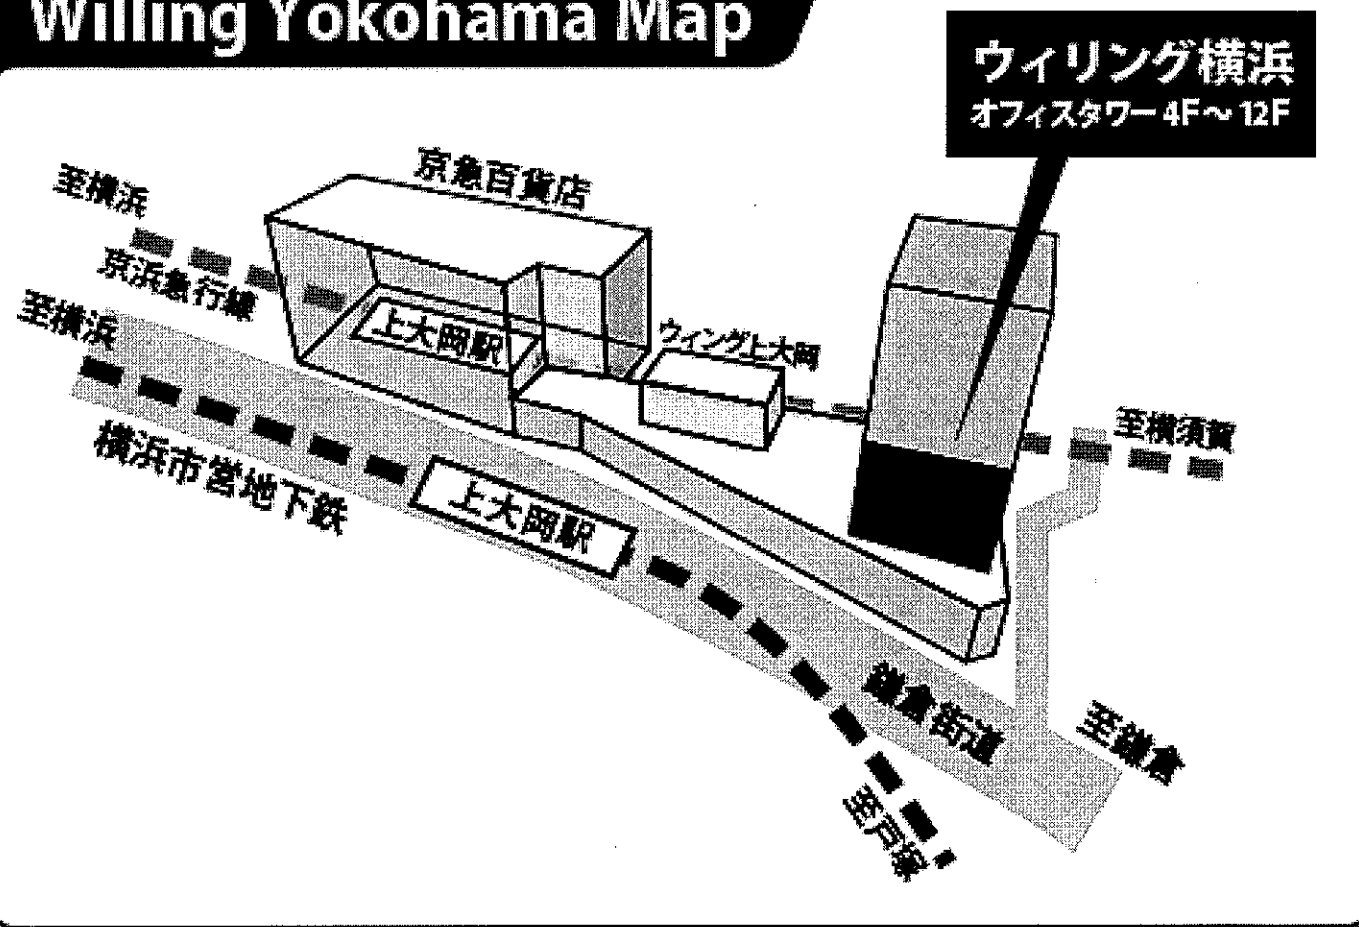 Willing Yokohama Map
ウィリング横浜
オフィスタワー 4F～12F
京急百貨店
至横浜
京浜急行線
至横浜
上大岡駅
ウィング上大岡
至横須賀
横浜市営地下鉄
上大岡駅
鎌倉街道
至鎌倉
至戸塚